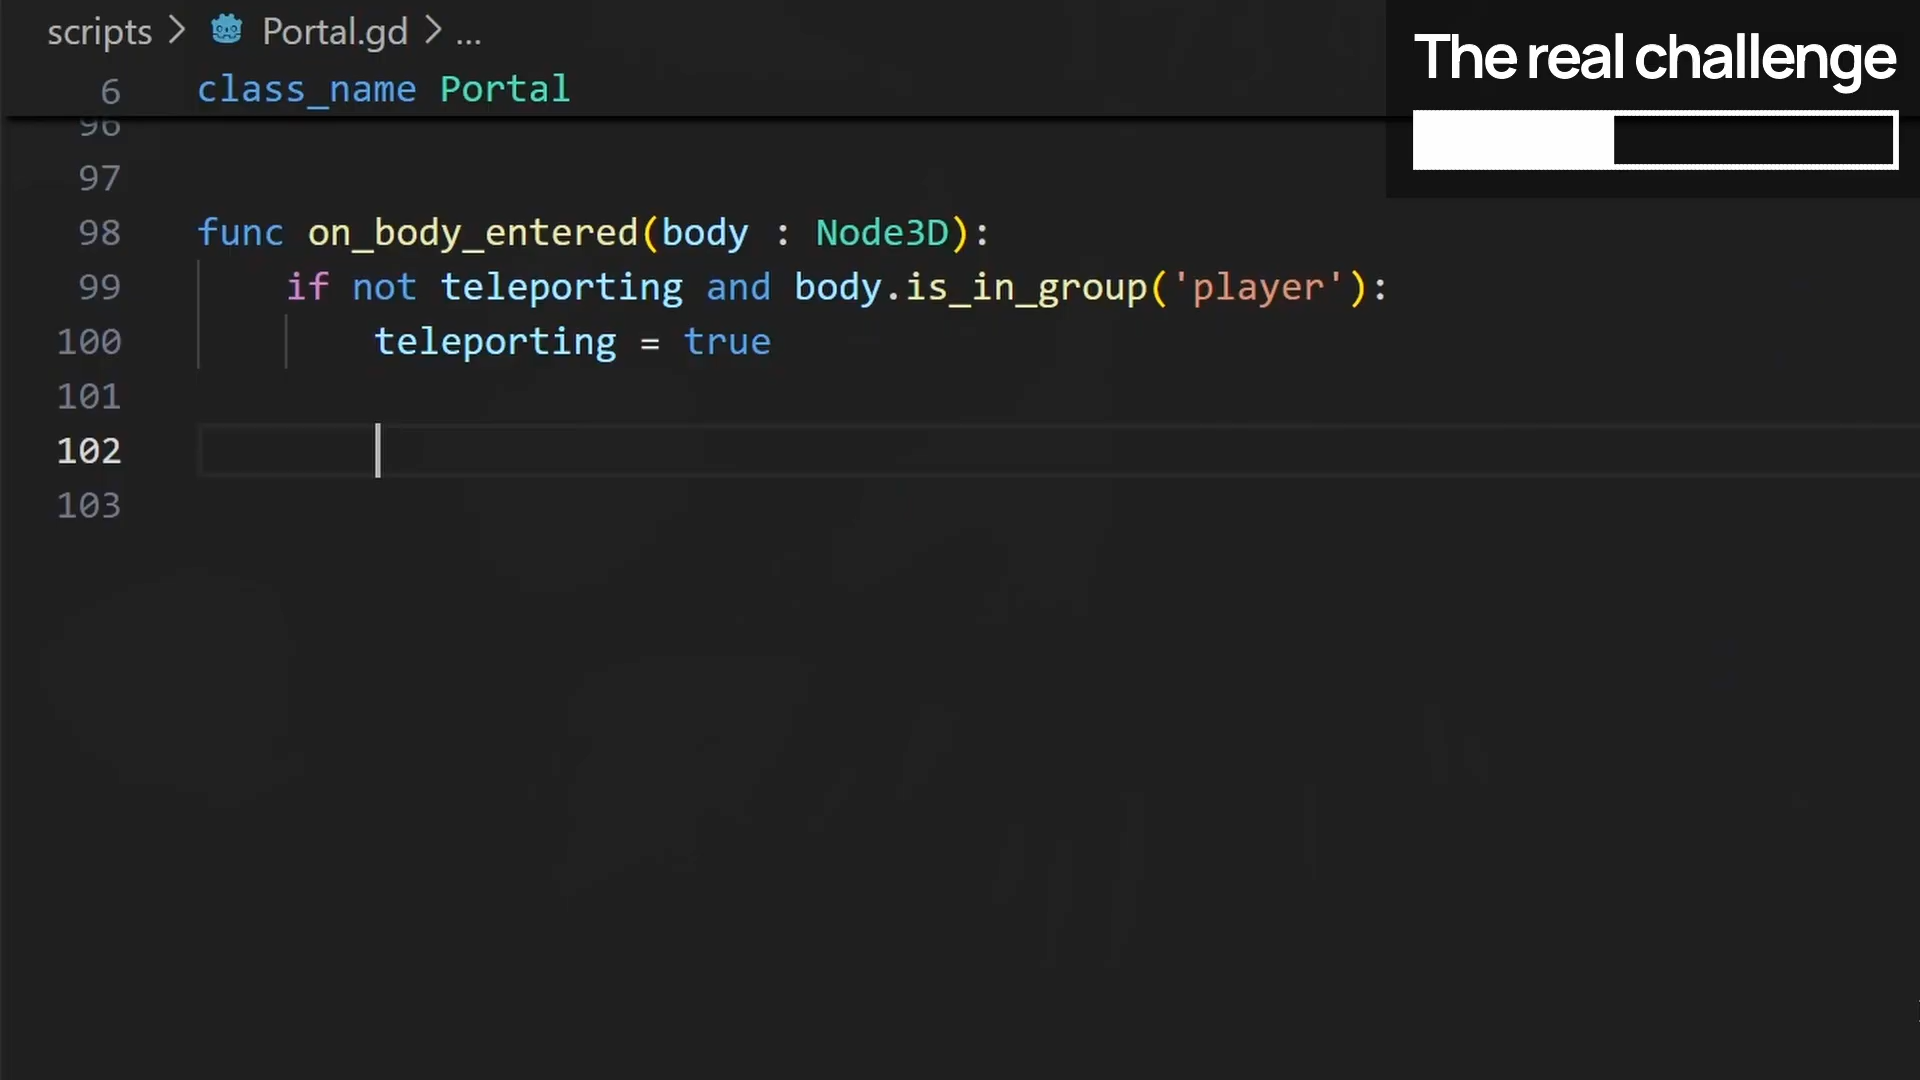 scripts > Portal.gd > ...
The real challenge
6 class_name Portal
96
97
98 func on_body_entered(body : Node3D):
99 if not teleporting and body.is_in_group('player'):
100 teleporting = true
101
102
103